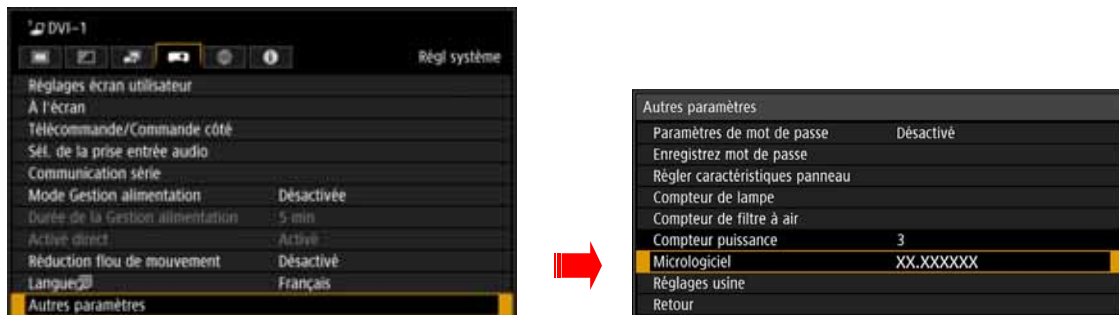 DVI-1
Régl système
Réglages écran utilisateur
À l'écran
Télécommande/Commande côté
Sél. de la prise entrée audio
Communication série
Mode Gestion alimentation Désactivée
Durée de la Gestion alimentation 5 min
Activé direct Activé
Réduction flou de mouvement Désactivé
Langue Français
Autres paramètres
Autres paramètres
Paramètres de mot de passe Désactivé
Enregistrez mot de passe
Régler caractéristiques panneau
Compteur de lampe
Compteur de filtre à air
Compteur puissance 3
Micrologiciel XX.XXXXXX
Réglages usine
Retour